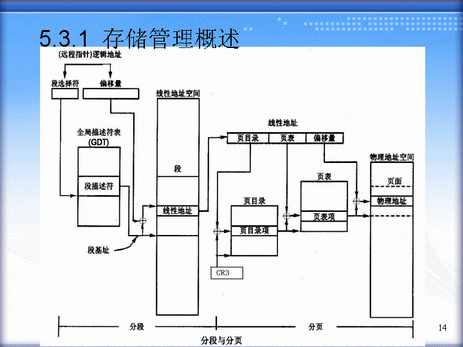 5.3.1 存储管理概述
(远程指针)逻辑地址
段选择符
偏移量
线性地址空间
全局描述符表
(GDT)
段描述符
段基址
段
线性地址
线性地址
页目录
页表
偏移量
页目录
页目录项
CR3
页表
页表项
物理地址空间
页面
物理地址
分段
分页
分段与分页
14